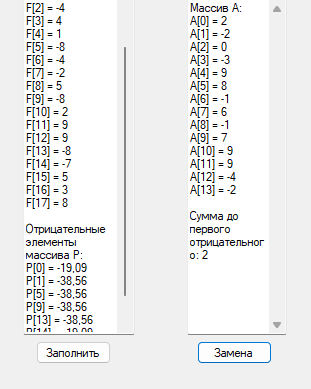 F[2] = -4
F[3] = 4
F[4] = 1
F[5] = -8
F[6] = -4
F[7] = -2
F[8] = 5
F[9] = -8
F[10] = 2
F[11] = 9
F[12] = 9
F[13] = -8
F[14] = -7
F[15] = 5
F[16] = 3
F[17] = 8
Отрицательные
элементы
массива P:
P[0] = -19,09
P[1] = -38,56
P[5] = -38,56
P[9] = -38,56
P[13] = -38,56
P[14] = -19,09
Заполнить
Массив A:
A[0] = 2
A[1] = -2
A[2] = 0
A[3] = -3
A[4] = 9
A[5] = 8
A[6] = -1
A[7] = 6
A[8] = -1
A[9] = 7
A[10] = 9
A[11] = 9
A[12] = -4
A[13] = -2
Сумма до
первого
отрицательног
о: 2
Замена